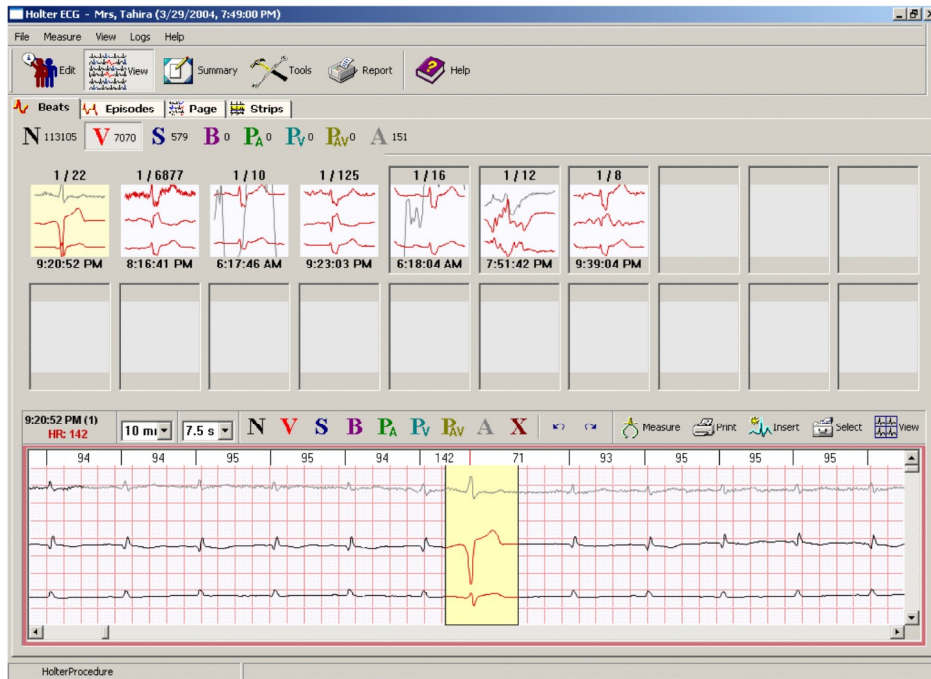 Holter ECG - Mrs, Tahira (3/29/2004, 7:49:00 PM)
File Measure View Logs Help
Edit View Summary Tools Report Help
Beats Episodes Page Strips
N 113105 V 7070 S 579 B 0 PA 0 PV 0 PAV 0 A 151
1 / 22 1 / 6877 1 / 10 1 / 125 1 / 16 1 / 12 1 / 8
9:20:52 PM 8:16:41 PM 6:17:46 AM 9:23:03 PM 6:18:04 AM 7:51:42 PM 9:39:04 PM
9:20:52 PM (1)
HR: 142
10 m 7.5 s N V S B PA PV PAV A X Measure Print Insert Select View
94 94 95 95 94 142 71 93 95 95 95
HolterProcedure